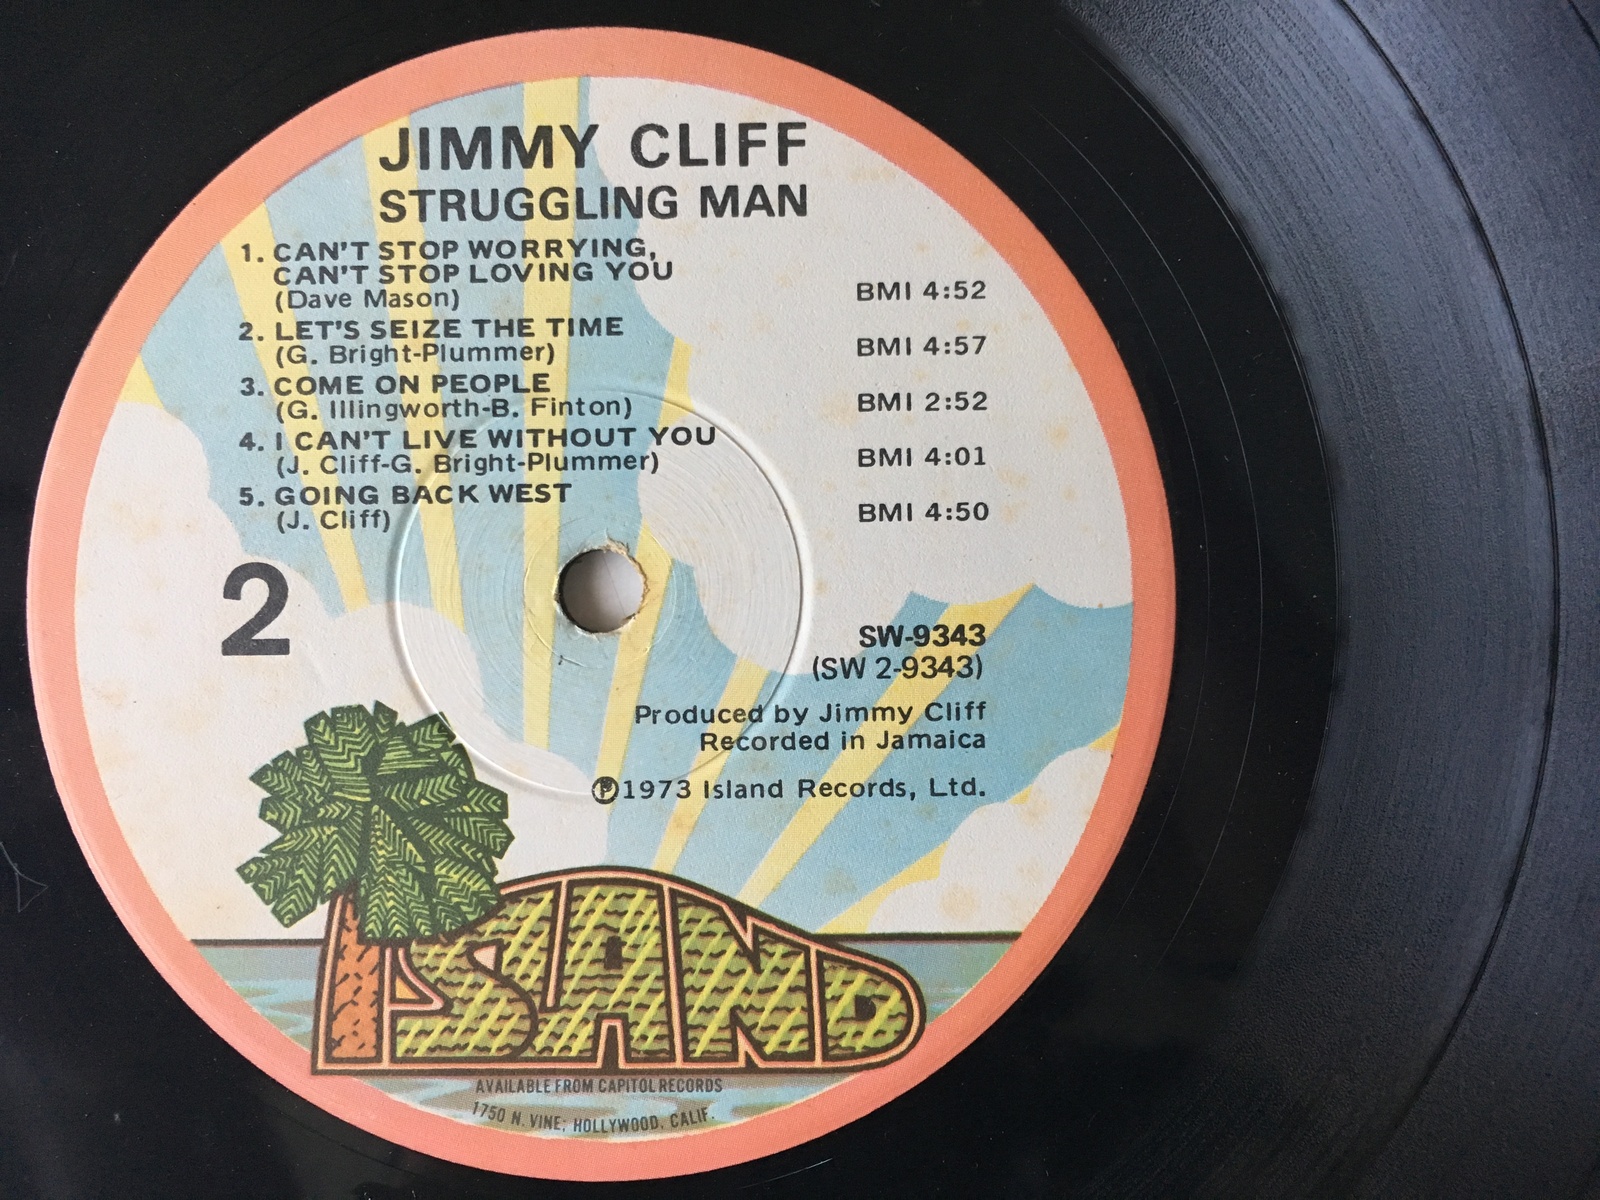 JIMMY CLIFF
STRUGGLING MAN
1. CAN'T STOP WORRYING,
CAN'T STOP LOVING YOU
(Dave Mason) BMI 4:52
2. LET'S SEIZE THE TIME
(G. Bright-Plummer) BMI 4:57
3. COME ON PEOPLE
(G. Illingworth-B. Finton) BMI 2:52
4. I CAN'T LIVE WITHOUT YOU
(J. Cliff-G. Bright-Plummer) BMI 4:01
5. GOING BACK WEST
(J. Cliff) BMI 4:50
2
SW-9343
(SW 2-9343)
Produced by Jimmy Cliff
Recorded in Jamaica
℗1973 Island Records, Ltd.
ISLAND
AVAILABLE FROM CAPITOL RECORDS
1750 N. VINE; HOLLYWOOD, CALIF.